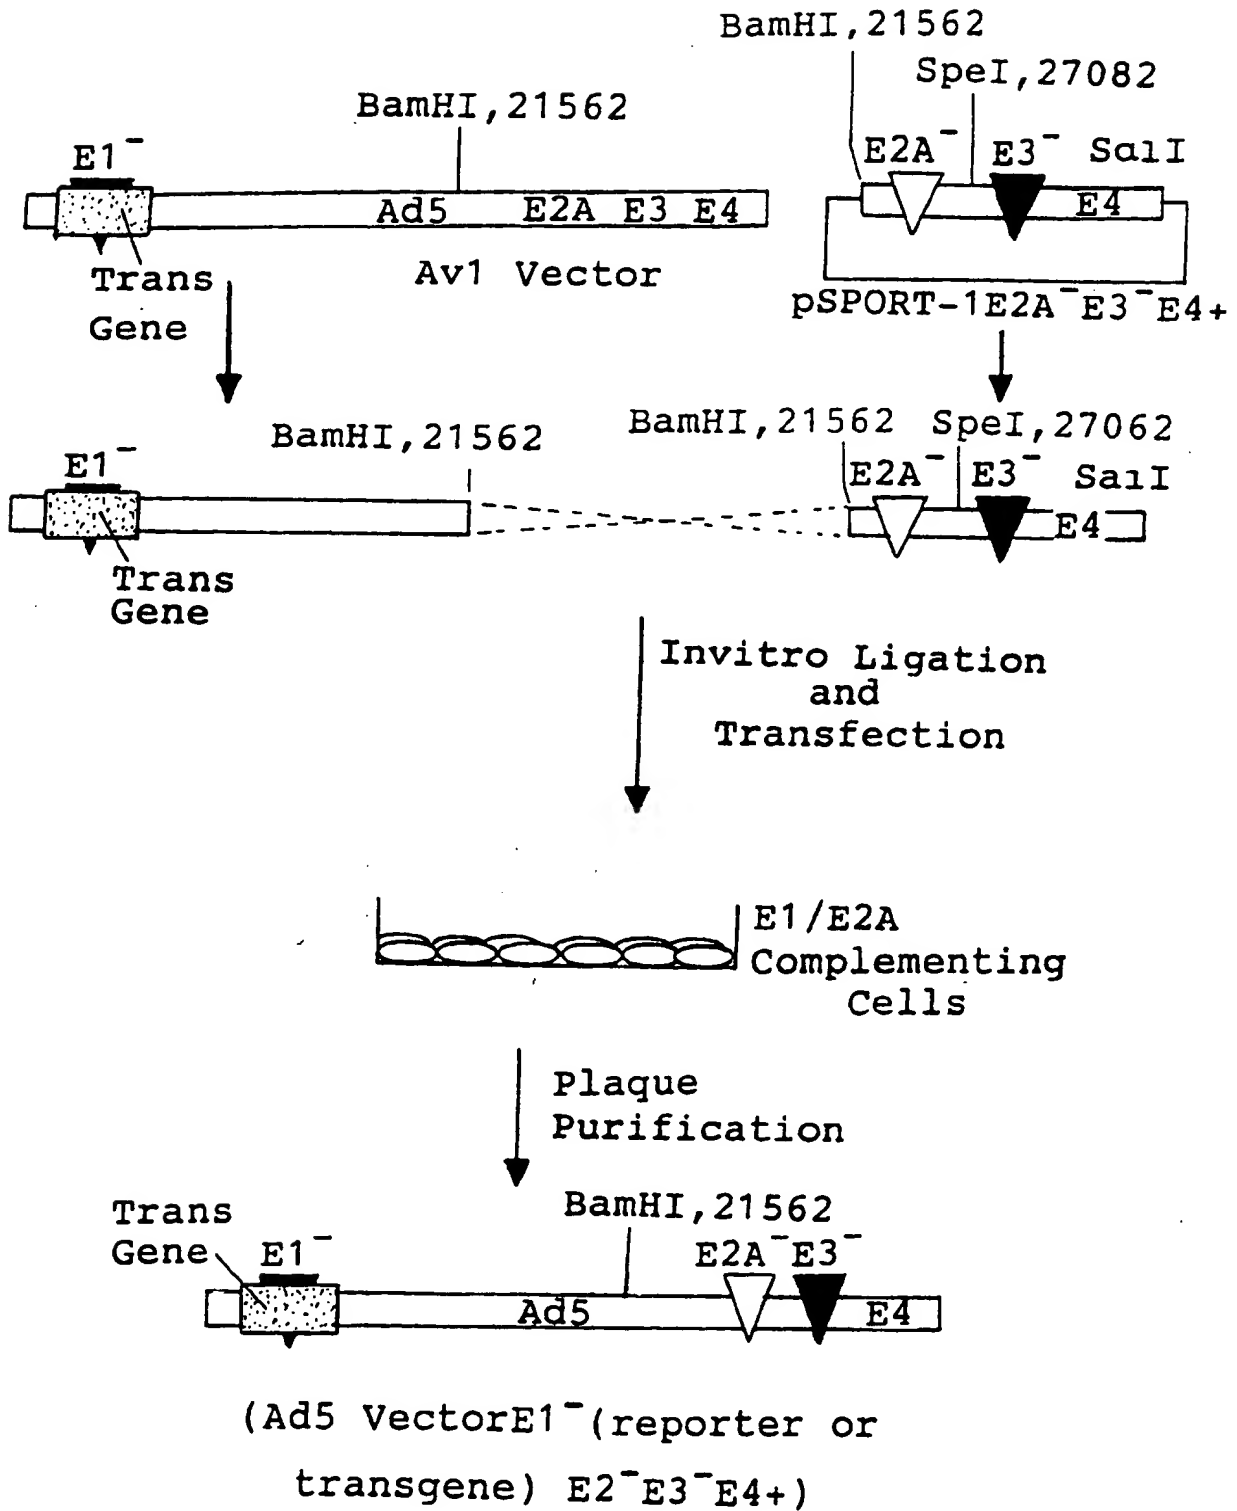 BamHI,21562
SpeI,27082
BamHI,21562
E1⁻
E2A⁻ E3⁻ SalI
Ad5 E2A E3 E4
E4
Trans
Gene
Av1 Vector
pSPORT-1E2A⁻E3⁻E4+
BamHI,21562
BamHI,21562 SpeI,27062
E1⁻
E2A⁻ E3⁻ SalI
E4
Trans
Gene
Invitro Ligation
and
Transfection
E1/E2A
Complementing
Cells
Plaque
Purification
Trans
Gene
E1⁻
BamHI,21562
E2A⁻E3⁻
Ad5 E4
(Ad5 VectorE1⁻(reporter or
transgene) E2⁻E3⁻E4+)